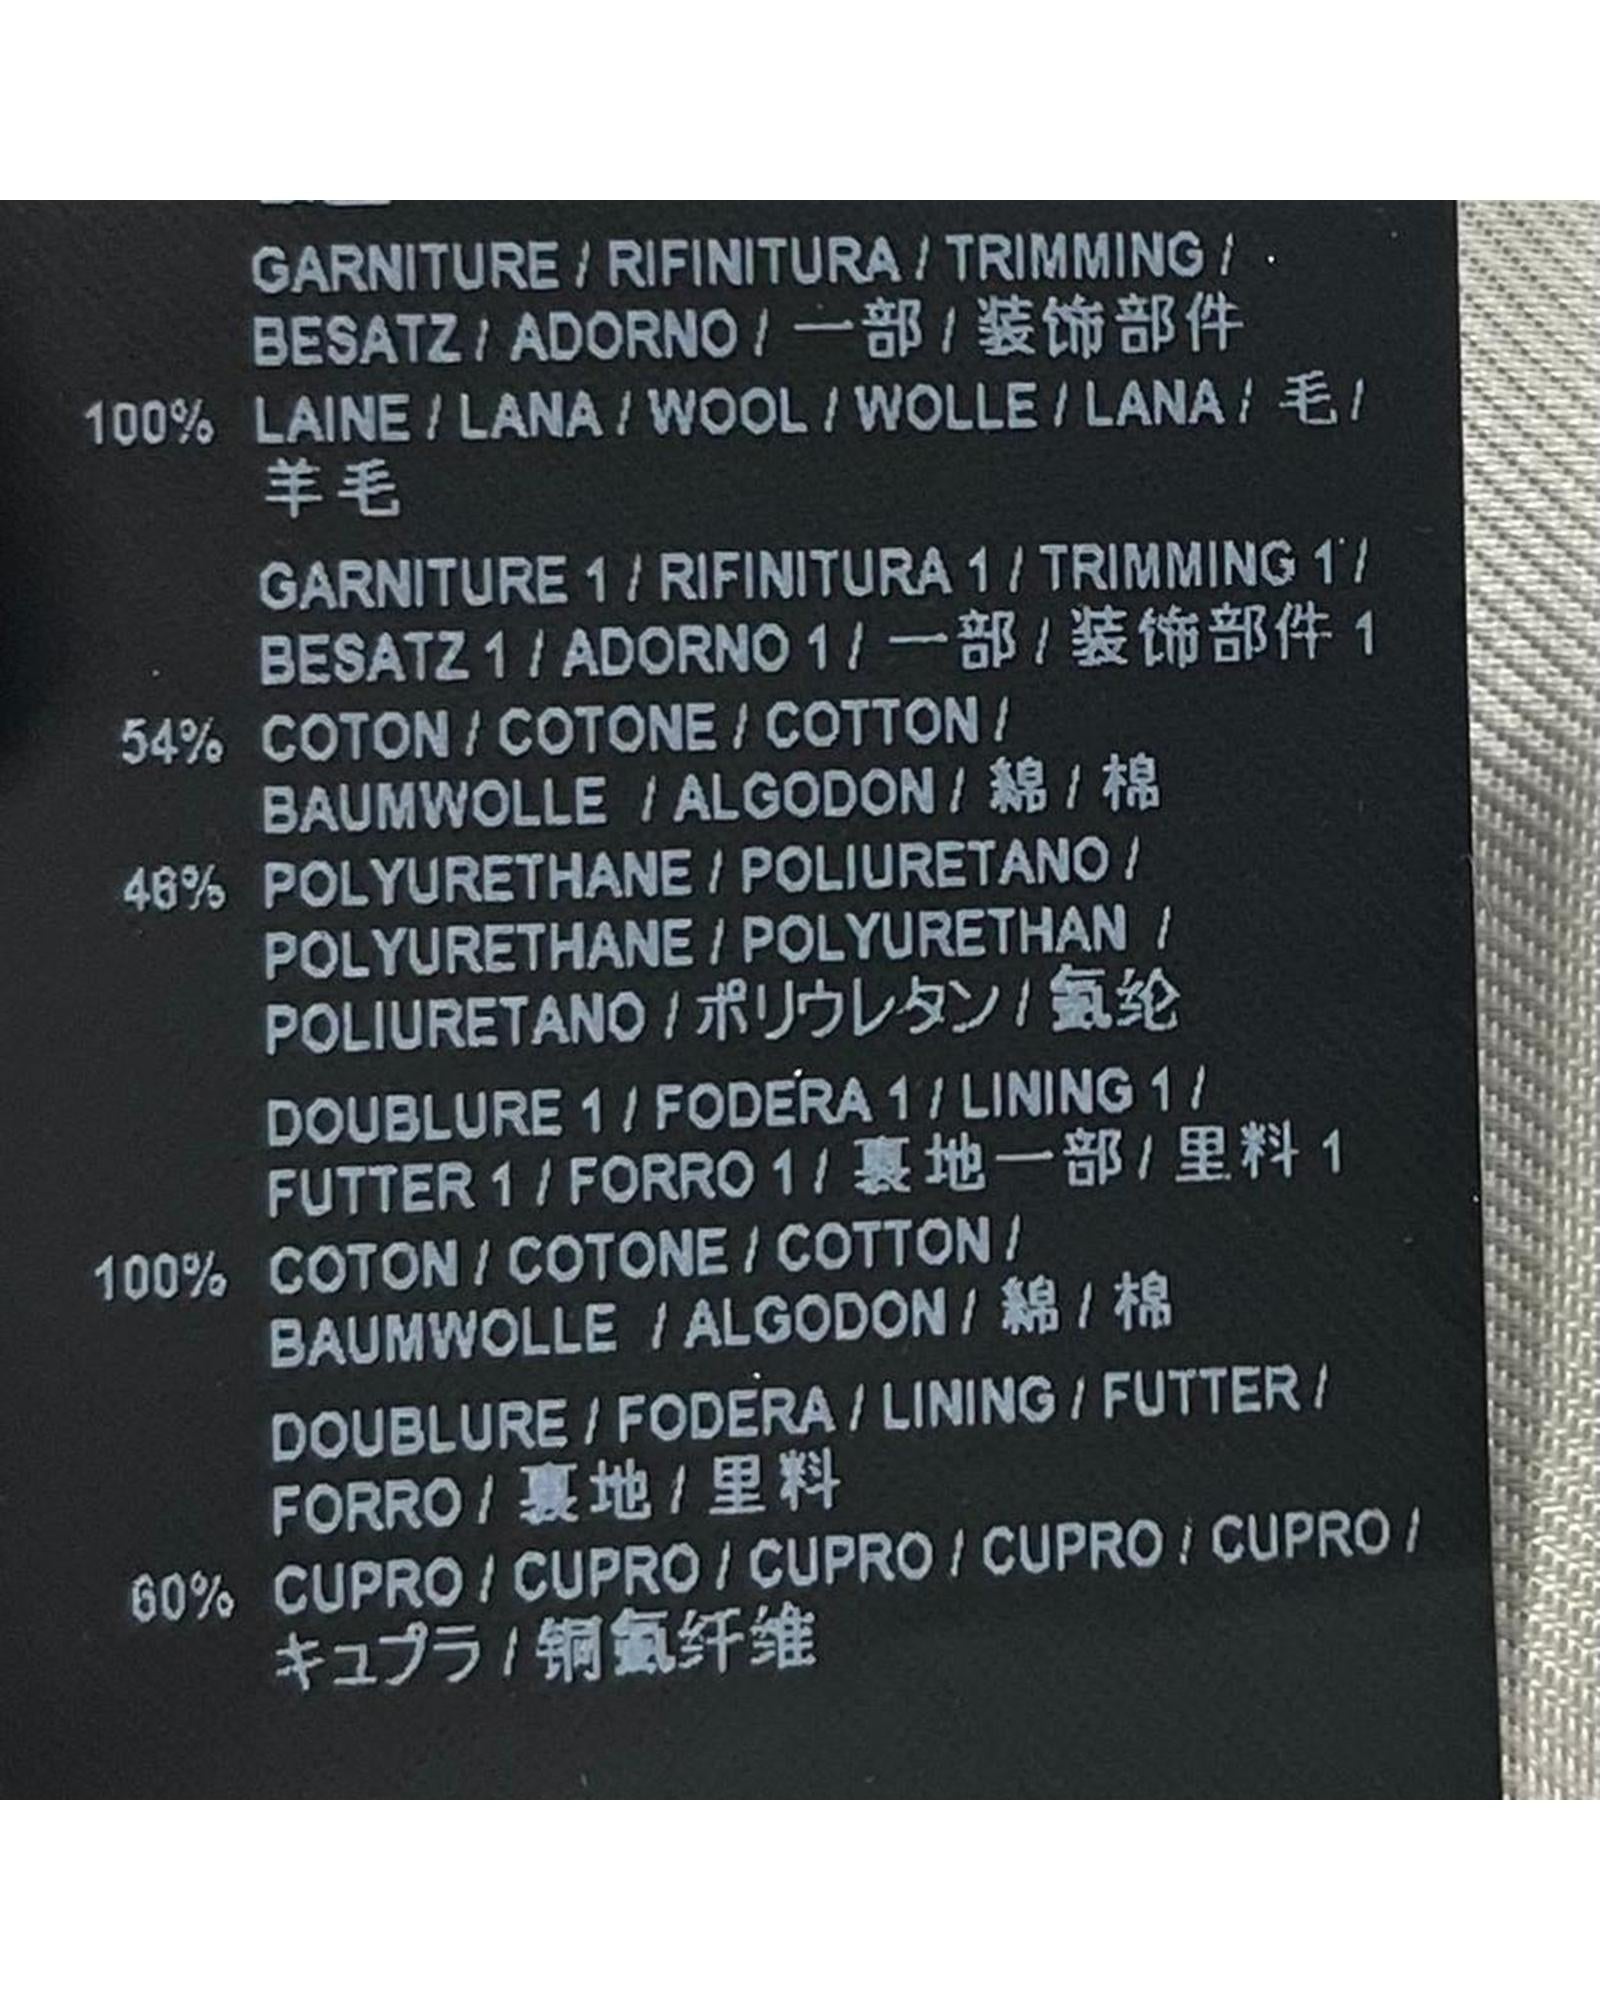 GARNITURE / RIFINITURA / TRIMMING /
BESATZ / ADORNO / 一部 / 装饰部件
100% LAINE / LANA / WOOL / WOLLE / LANA / 毛 /
羊毛
GARNITURE 1 / RIFINITURA 1 / TRIMMING 1 /
BESATZ 1 / ADORNO 1 / 一部 / 装饰部件 1
54% COTON / COTONE / COTTON /
BAUMWOLLE / ALGODON / 綿 / 棉
46% POLYURETHANE / POLIURETANO /
POLYURETHANE / POLYURETHAN /
POLIURETANO / ポリウレタン / 氨纶
DOUBLURE 1 / FODERA 1 / LINING 1 /
FUTTER 1 / FORRO 1 / 裏地一部 / 里料 1
100% COTON / COTONE / COTTON /
BAUMWOLLE / ALGODON / 綿 / 棉
DOUBLURE / FODERA / LINING / FUTTER /
FORRO / 裏地 / 里料
60% CUPRO / CUPRO / CUPRO / CUPRO / CUPRO /
キュプラ / 铜氨纤维